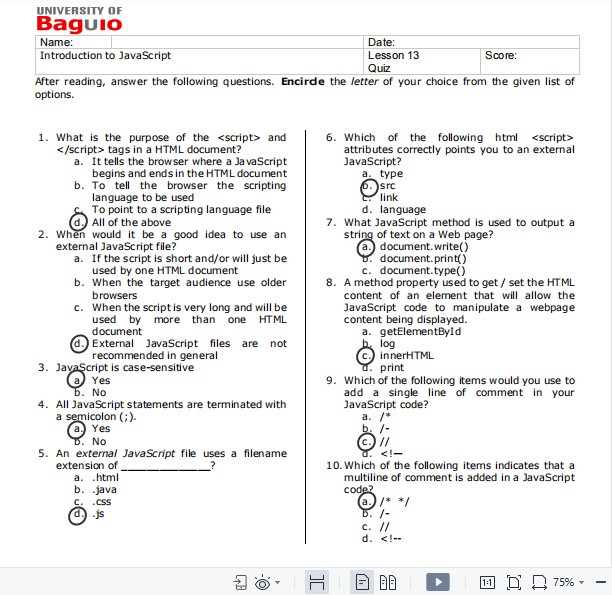 UNIVERSITY OF
Baguio
Name:
Date:
Introduction to JavaScript
Lesson 13
Quiz
Score:
After reading, answer the following questions. Encircle the letter of your choice from the given list of
options.
1. What is the purpose of the <script> and
</script> tags in a HTML document?
a. It tells the browser where a JavaScript
begins and ends in the HTML document
b. To tell the browser the scripting
language to be used
c. To point to a scripting language file
d. All of the above
2. When would it be a good idea to use an
external JavaScript file?
a. If the script is short and/or will just be
used by one HTML document
b. When the target audience use older
browsers
c. When the script is very long and will be
used by more than one HTML
document
d. External JavaScript files are not
recommended in general
3. JavaScript is case-sensitive
a. Yes
b. No
4. All JavaScript statements are terminated with
a semicolon (;).
a. Yes
b. No
5. An external JavaScript file uses a filename
extension of ______________?
a. .html
b. .java
c. .css
d. .js
6. Which of the following html <script>
attributes correctly points you to an external
JavaScript?
a. type
b. src
c. link
d. language
7. What JavaScript method is used to output a
string of text on a Web page?
a. document.write()
b. document.print()
c. document.type()
8. A method property used to get / set the HTML
content of an element that will allow the
JavaScript code to manipulate a webpage
content being displayed.
a. getElementById
b. log
c. innerHTML
d. print
9. Which of the following items would you use to
add a single line of comment in your
JavaScript code?
a. /*
b. /-
c. //
d. <!—
10. Which of the following items indicates that a
multiline of comment is added in a JavaScript
code?
a. /* */
b. /-
c. //
d. <!--
1:1
75%